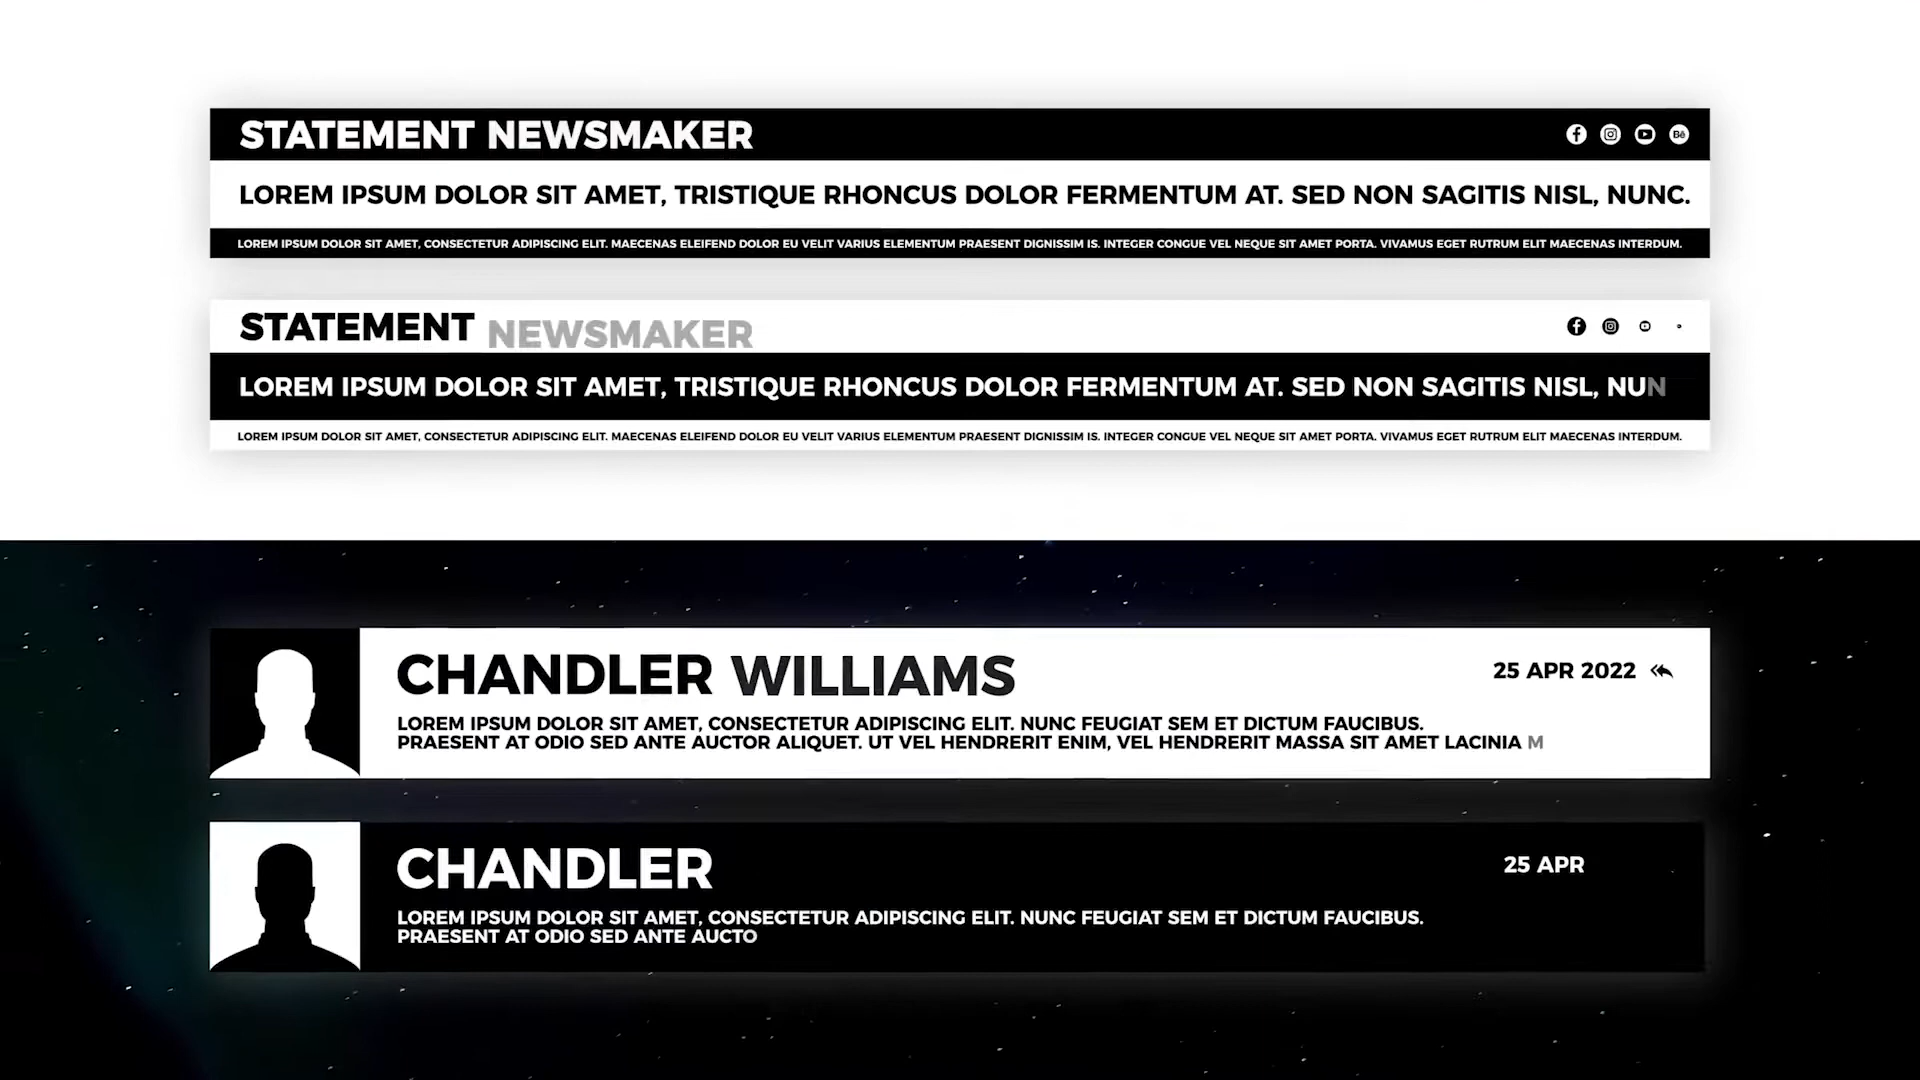 STATEMENT NEWSMAKER
LOREM IPSUM DOLOR SIT AMET, TRISTIQUE RHONCUS DOLOR FERMENTUM AT. SED NON SAGITIS NISL, NUNC.
LOREM IPSUM DOLOR SIT AMET, CONSECTETUR ADIPISCING ELIT. MAECENAS ELEIFEND DOLOR EU VELIT VARIUS ELEMENTUM PRAESENT DIGNISSIM IS. INTEGER CONGUE VEL NEQUE SIT AMET PORTA. VIVAMUS EGET RUTRUM ELIT MAECENAS INTERDUM.
STATEMENT NEWSMAKER
LOREM IPSUM DOLOR SIT AMET, TRISTIQUE RHONCUS DOLOR FERMENTUM AT. SED NON SAGITIS NISL, NUN
LOREM IPSUM DOLOR SIT AMET, CONSECTETUR ADIPISCING ELIT. MAECENAS ELEIFEND DOLOR EU VELIT VARIUS ELEMENTUM PRAESENT DIGNISSIM IS. INTEGER CONGUE VEL NEQUE SIT AMET PORTA. VIVAMUS EGET RUTRUM ELIT MAECENAS INTERDUM.
CHANDLER WILLIAMS
25 APR 2022
LOREM IPSUM DOLOR SIT AMET, CONSECTETUR ADIPISCING ELIT. NUNC FEUGIAT SEM ET DICTUM FAUCIBUS.
PRAESENT AT ODIO SED ANTE AUCTOR ALIQUET. UT VEL HENDRERIT ENIM, VEL HENDRERIT MASSA SIT AMET LACINIA M
CHANDLER
25 APR
LOREM IPSUM DOLOR SIT AMET, CONSECTETUR ADIPISCING ELIT. NUNC FEUGIAT SEM ET DICTUM FAUCIBUS.
PRAESENT AT ODIO SED ANTE AUCTO